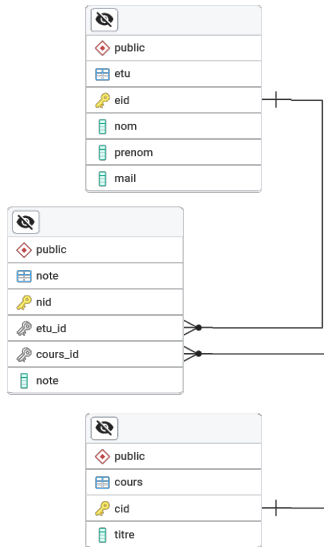 public
etu
eid
nom
prenom
mail
public
note
nid
etu_id
cours_id
note
public
cours
cid
titre